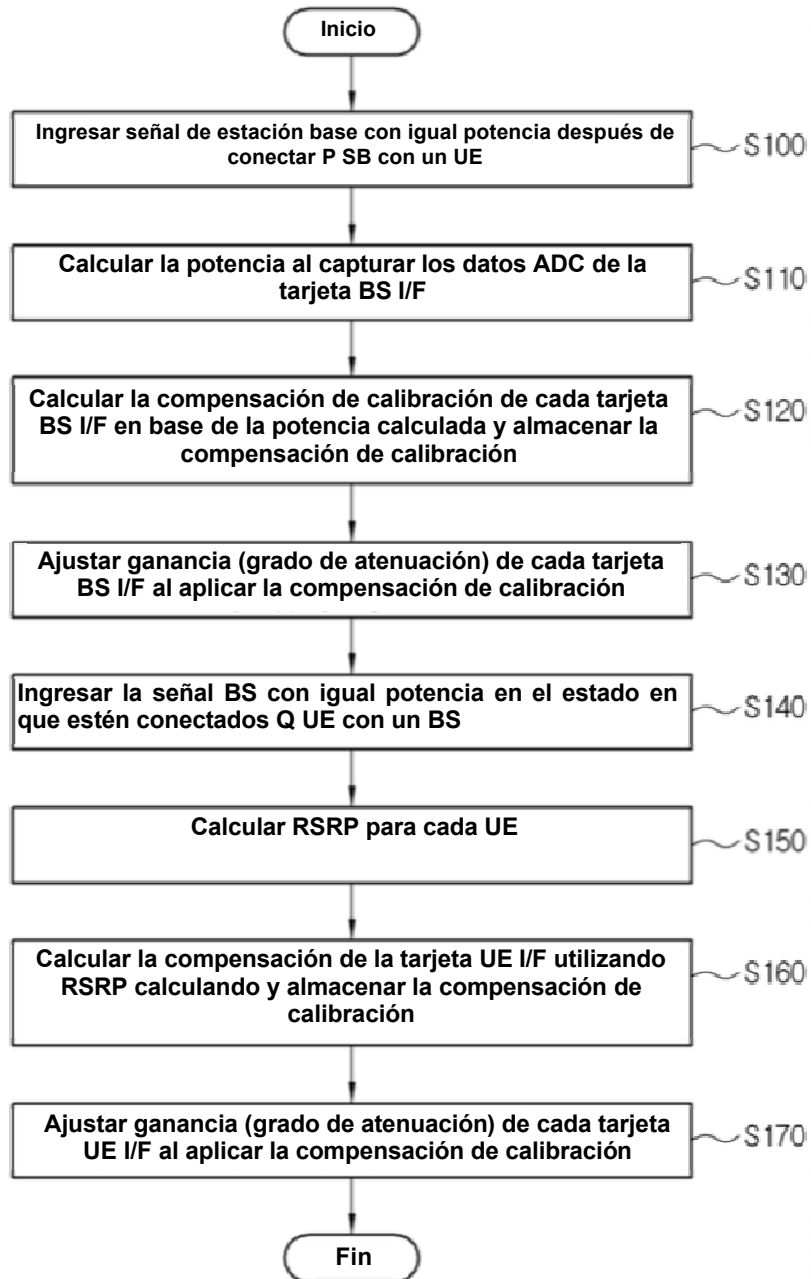 Inicio
Ingresar señal de estación base con igual potencia después de
conectar P SB con un UE
S100
Calcular la potencia al capturar los datos ADC de la
tarjeta BS I/F
S110
Calcular la compensación de calibración de cada tarjeta
BS I/F en base de la potencia calculada y almacenar la
compensación de calibración
S120
Ajustar ganancia (grado de atenuación) de cada tarjeta
BS I/F al aplicar la compensación de calibración
S130
Ingresar la señal BS con igual potencia en el estado en
que estén conectados Q UE con un BS
S140
Calcular RSRP para cada UE
S150
Calcular la compensación de la tarjeta UE I/F utilizando
RSRP calculando y almacenar la compensación de
calibración
S160
Ajustar ganancia (grado de atenuación) de cada tarjeta
UE I/F al aplicar la compensación de calibración
S170
Fin